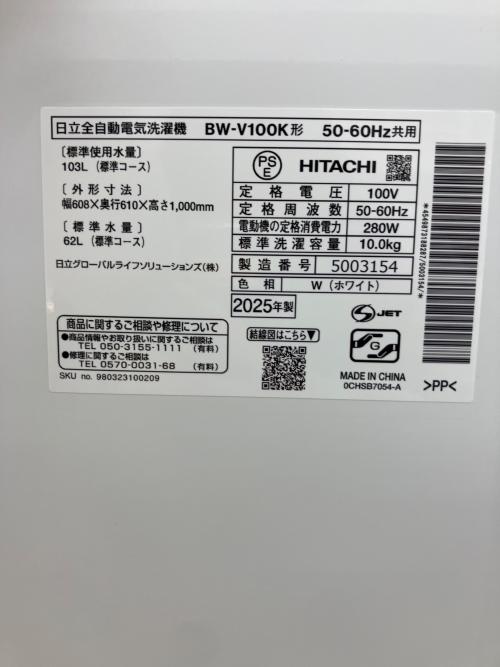 日立全自動電気洗濯機 BW-V100K形 50-60Hz共用
〔標準使用水量〕
103L（標準コース）
〔外形寸法〕
幅608×奥行610×高さ1,000mm
〔標準水量〕
62L（標準コース）
日立グローバルライフソリューションズ（株）
PS
E
HITACHI
定格電圧 100V
定格周波数 50-60Hz
電動機の定格消費電力 280W
標準洗濯容量 10.0kg
製造番号 5003154
色相 W（ホワイト）
2025年製
S JET
結線図はこちら▼
商品に関するご相談や修理について
●商品情報やお取り扱いに関するご相談
TEL 050-3155-1111 （有料）
●修理に関するご相談
TEL 0570-0031-68 （有料）
SKU no. 980323100209
G
MADE IN CHINA
0CHSB7054-A
>PP<